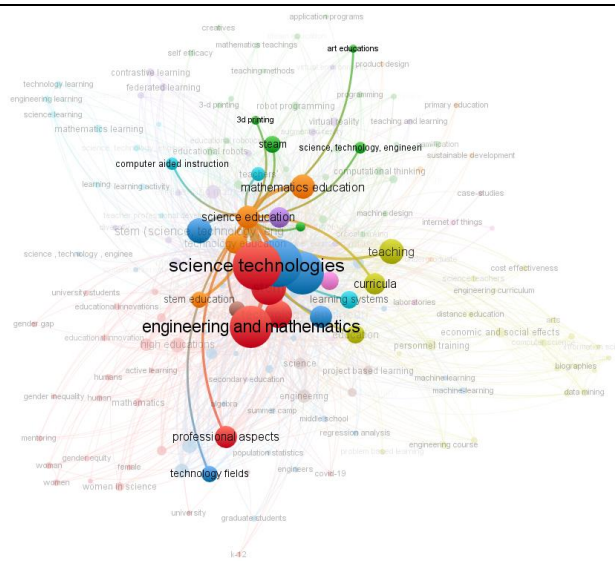 application programs
creatives
mathematics teachings
art educations
self efficacy
product design
contrastive learning
teaching methods
technology learning
federated learning
programming
engineering learning
3-d printing
robot programming
primary education
science learning
3d printing
virtual reality
teaching and learning
mathematics learning
steam
science, technology, engineeri
sustainable development
educational robots
computer aided instruction
teachers
computational thinking
learning
learning activity
mathematics education
case-studies
science education
machine design
stem (science
internet of things
technology education
science , technology , enginee
teaching
science technologies
cost effectiveness
curricula
engineering curriculum
university students
stem education
learning systems
laboratories
educational innovations
distance education
arts
gender gap
engineering and mathematics
economic and social effects
high educations
personnel training
biographies
active learning
science
project based learning
humans
secondary education
machine learning
data mining
gender inequality
human
mathematics
algebra
engineering
machine learning
summer camp
middle school
mentoring
professional aspects
regression analysis
engineering course
gender equity
population statistics
woman
female
technology fields
engineers
covid-19
women
women in science
university
graduate students
k-12